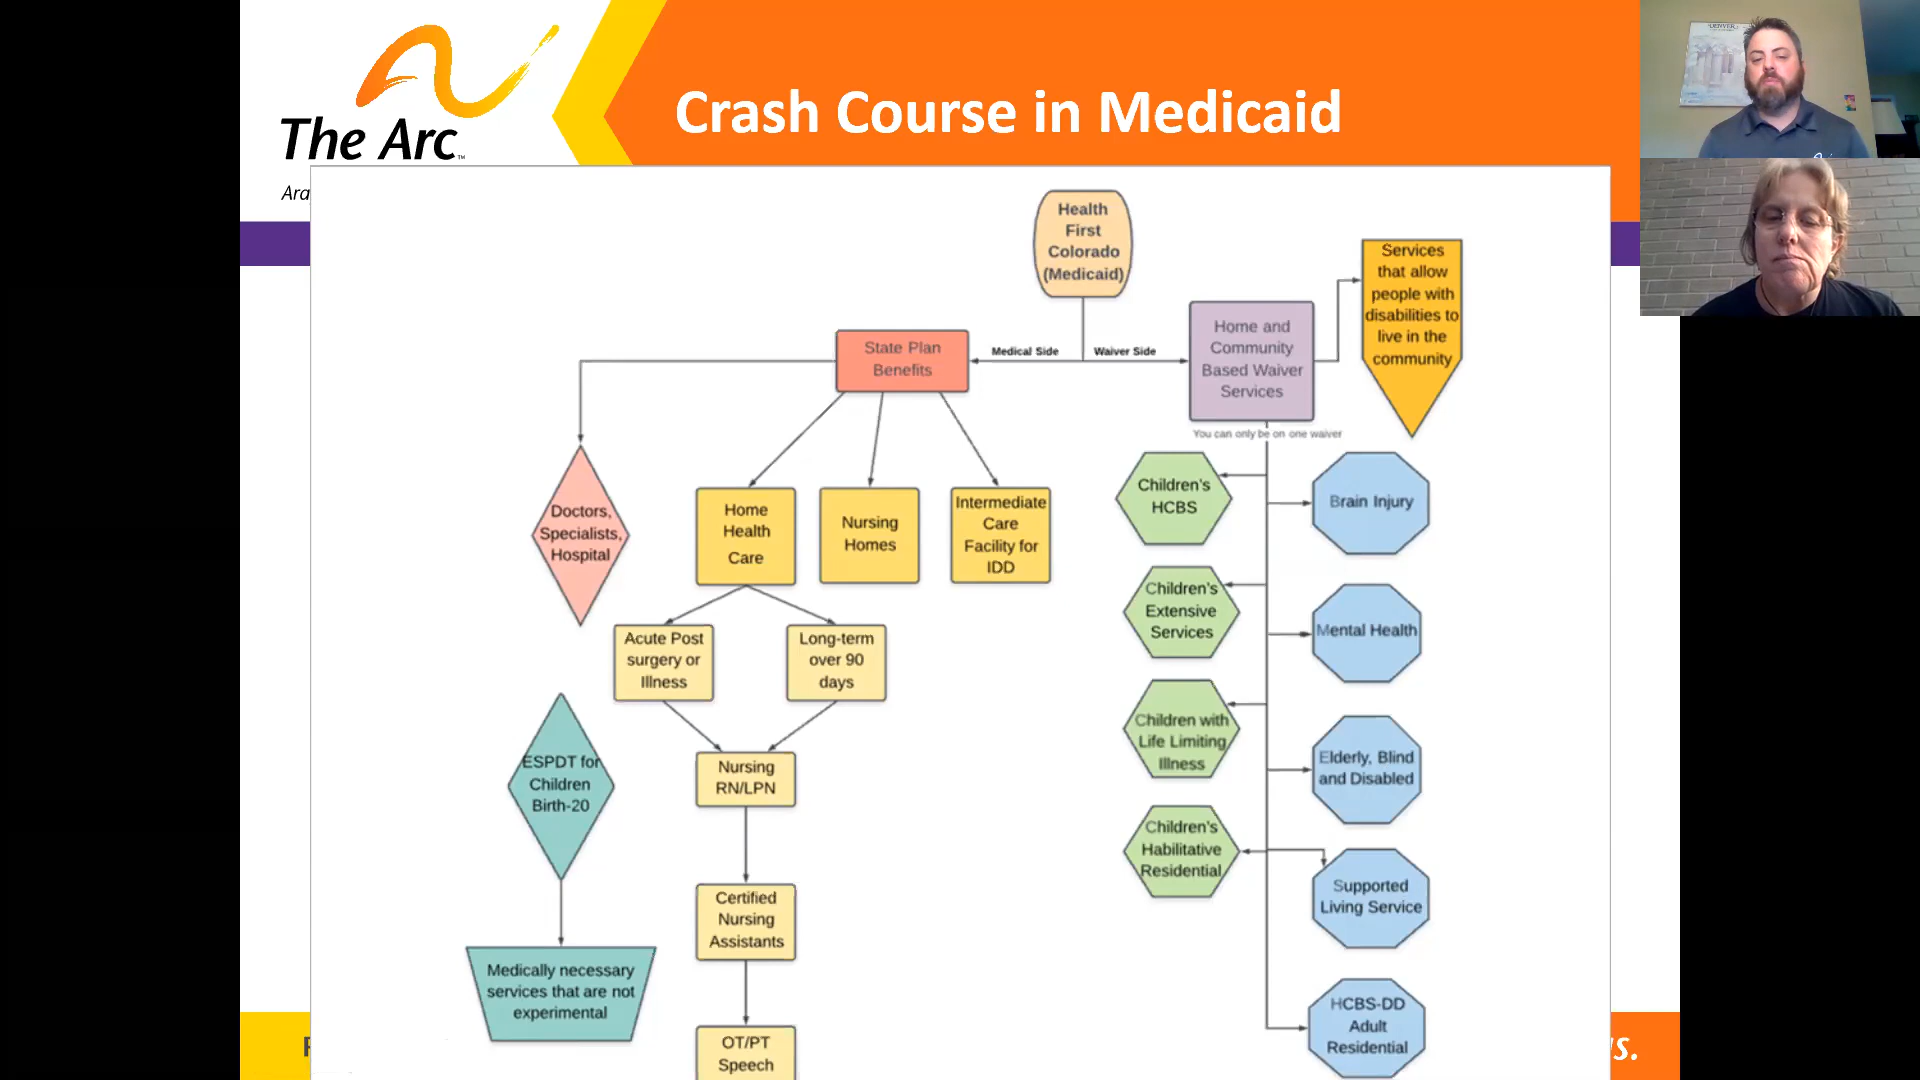 The Arc
TM
Crash Course in Medicaid
Ara
Health
First
Colorado
(Medicaid)
Medical Side
Waiver Side
State Plan
Benefits
Home and
Community
Based Waiver
Services
Services
that allow
people with
disabilities to
live in the
community
You can only be on one waiver
Doctors,
Specialists,
Hospital
Home
Health
Care
Nursing
Homes
Intermediate
Care
Facility for
IDD
Acute Post
surgery or
Illness
Long-term
over 90
days
Nursing
RN/LPN
Certified
Nursing
Assistants
OT/PT
Speech
ESPDT for
Children
Birth-20
Medically necessary
services that are not
experimental
Children's
HCBS
Children's
Extensive
Services
Children with
Life Limiting
Illness
Children's
Habilitative
Residential
Brain Injury
Mental Health
Elderly, Blind
and Disabled
Supported
Living Service
HCBS-DD
Adult
Residential